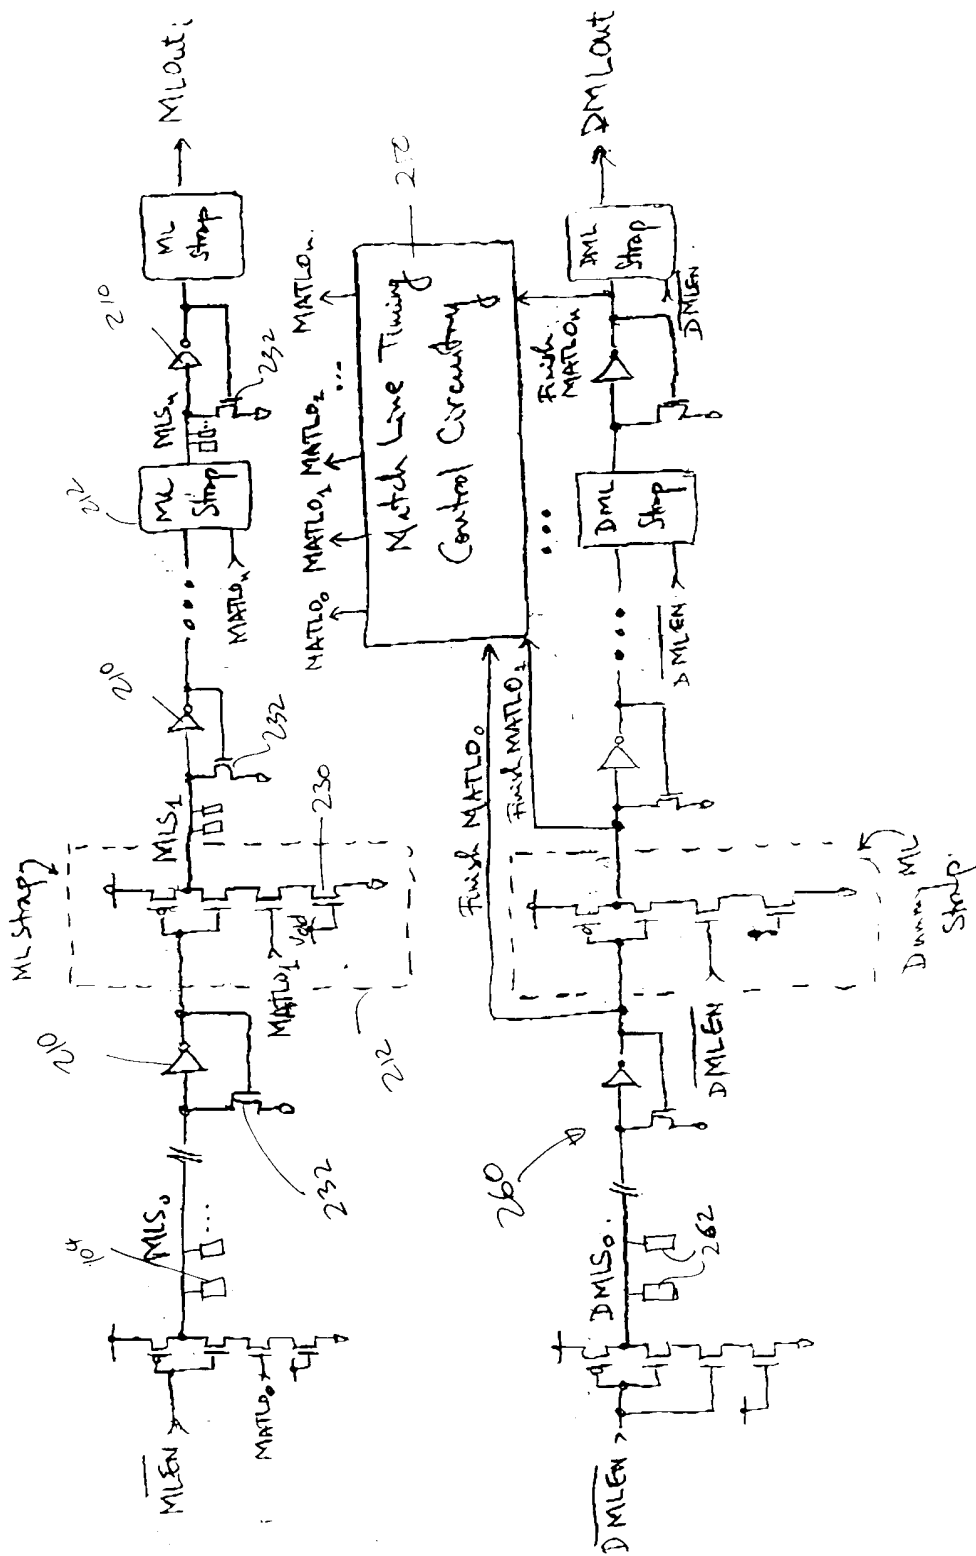 MLOut i
ML
Strap
210
232
MLSn
212
ML
Strap
MATLOn
210
232
MLS1
230
ML Strap
MATLO1
Vdd
212
210
232
MLS0
104
MLEN
MATLO0
MATLO0
MATLO1
MATLO2
MATLOn
Match Line Timing
Control Circuitry
Finish MATLO0
Finish MATLO1
Finish
MATLOn
DMLOut
DML
Strap
DMLEN
DML
Strap
DMLEN
ML
Dummy
Strap
DMLEN
260
DMLS0
262
DMLEN